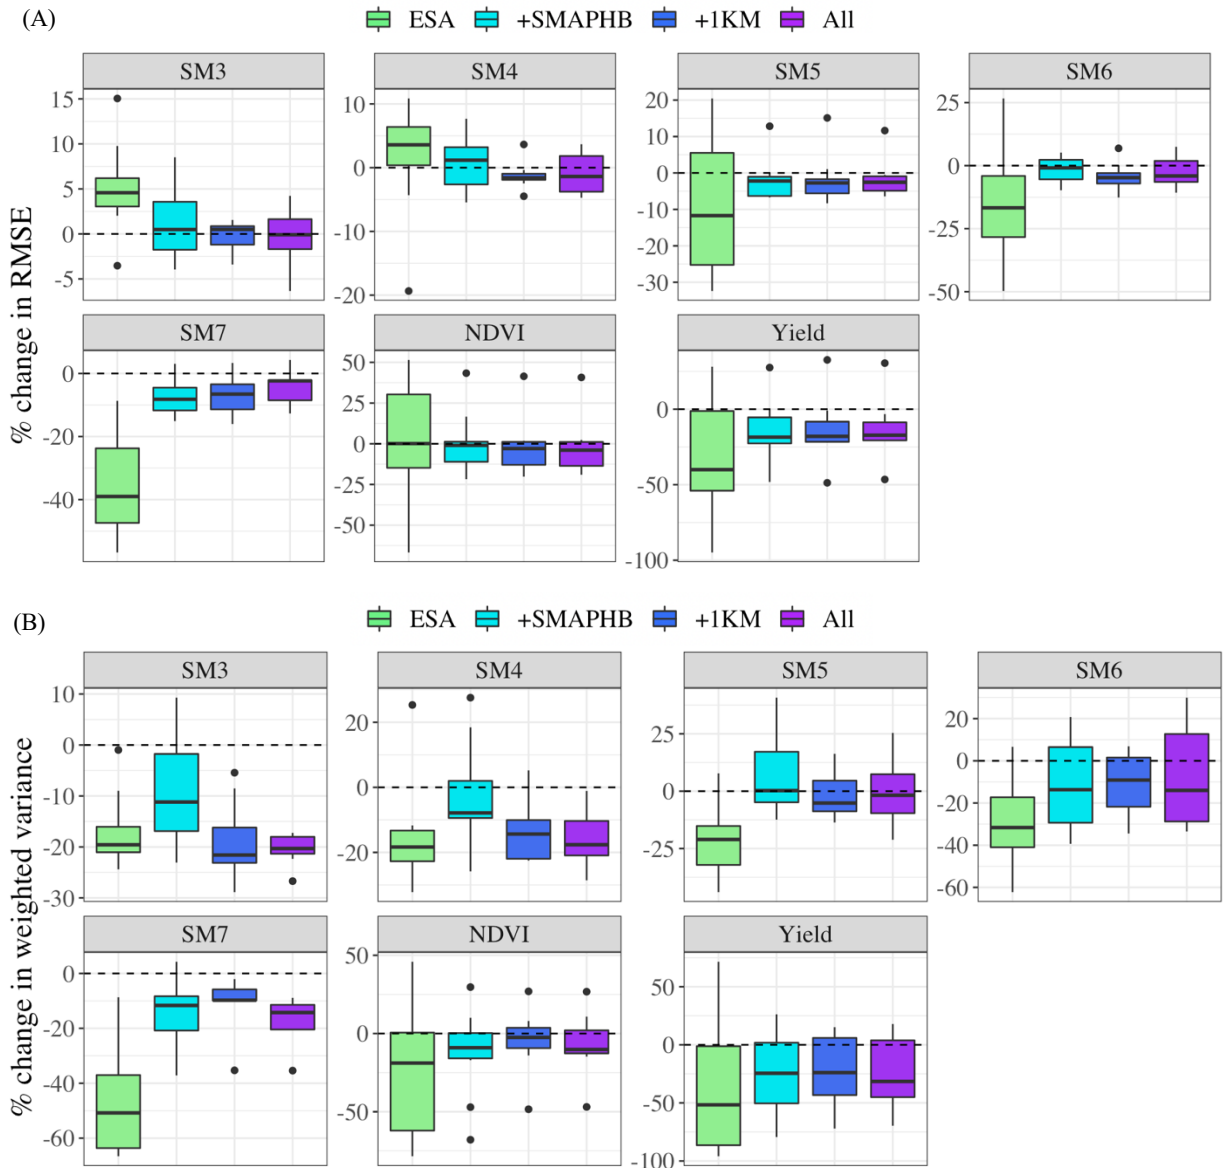 (A)
ESA +SMAPHB +1KM All
% change in RMSE
SM3 SM4 SM5 SM6
15 10 5 0 -5
10 0 -10 -20
20 10 0 -10 -20 -30
25 0 -25 -50
SM7 NDVI Yield
0 -20 -40
50 25 0 -25 -50
0 -50 -100
(B)
ESA +SMAPHB +1KM All
% change in weighted variance
SM3 SM4 SM5 SM6
10 0 -10 -20 -30
20 0 -20
25 0 -25
20 0 -20 -40 -60
SM7 NDVI Yield
0 -20 -40 -60
50 0 -50
50 0 -50 -100